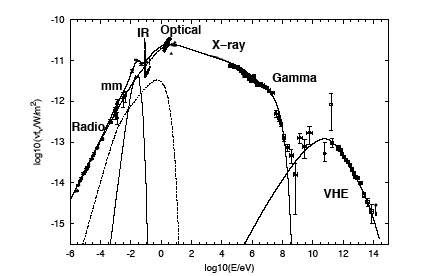 -10
-11
-12
-13
-14
-15
log10(νfν/W/m²)
IR
Optical
X-ray
mm
Gamma
Radio
VHE
-6 -4 -2 0 2 4 6 8 10 12 14
log10(E/eV)